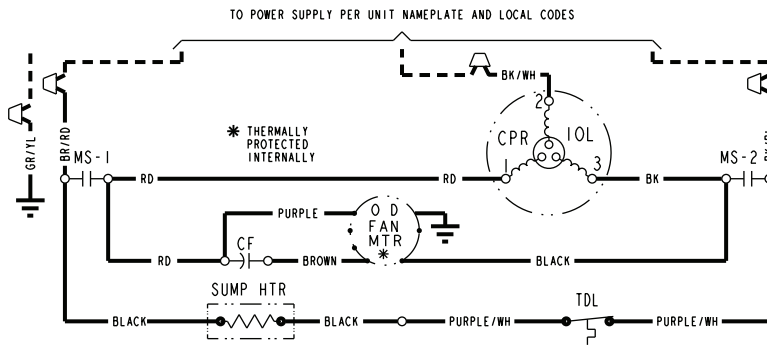 TO POWER SUPPLY PER UNIT NAMEPLATE AND LOCAL CODES
BK/WH
GR/YL
BR/RD
* THERMALLY
PROTECTED
INTERNALLY
2
CPR
IOL
1
3
MS-1
MS-2
RD
RD
BK
PURPLE
O D
FAN
MTR
*
CF
RD
BROWN
BLACK
SUMP HTR
TDL
BLACK
BLACK
PURPLE/WH
PURPLE/WH